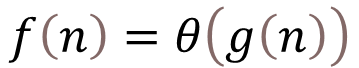 f(n) = θ(g(n))